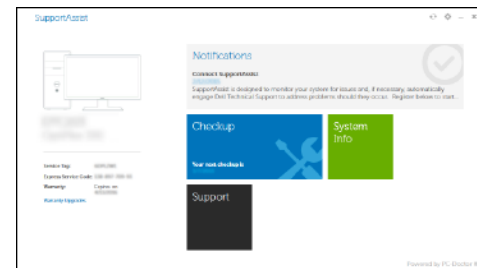 SupportAssist
Notifications
Connect SupportAssist
SupportAssist is designed to monitor your system for issues and, if necessary, automatically
engage Dell Technical Support to address problems should they occur. Register below to start...
Checkup
Your next checkup is
System
Info
Support
Service Tag:
Express Service Code:
Warranty: Expires on
Warranty Upgrades
Powered by PC-Doctor